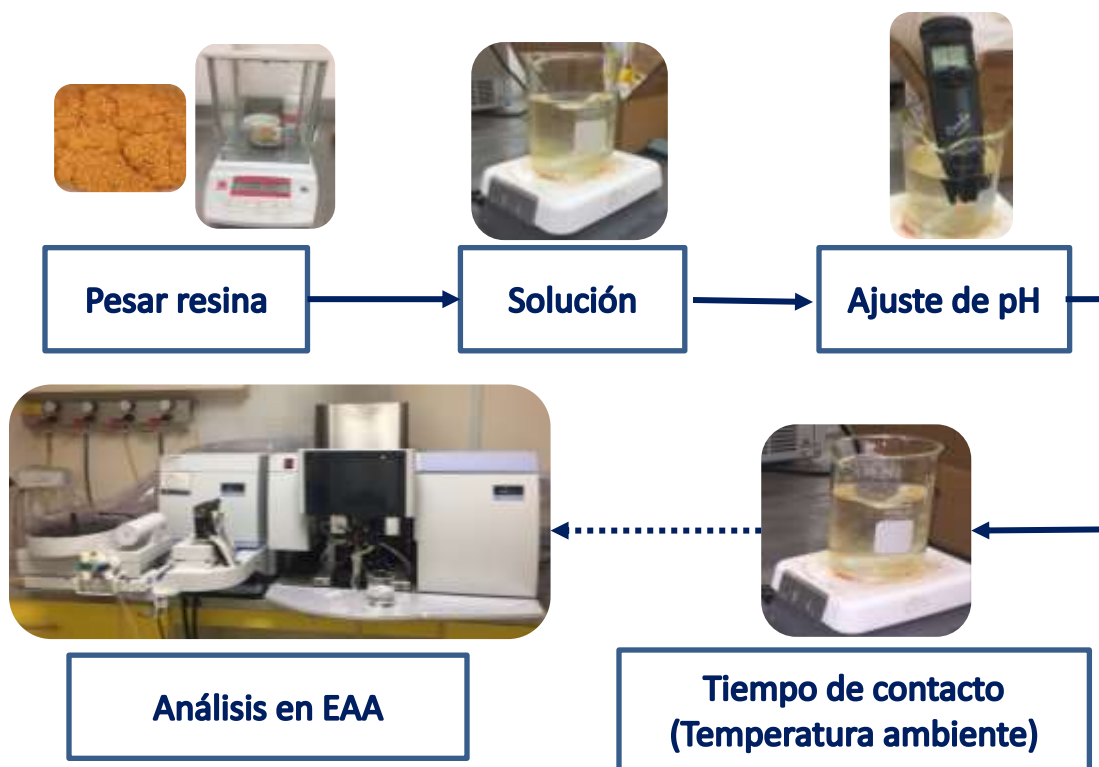 Pesar resina
Solución
Ajuste de pH
Análisis en EAA
Tiempo de contacto
(Temperatura ambiente)